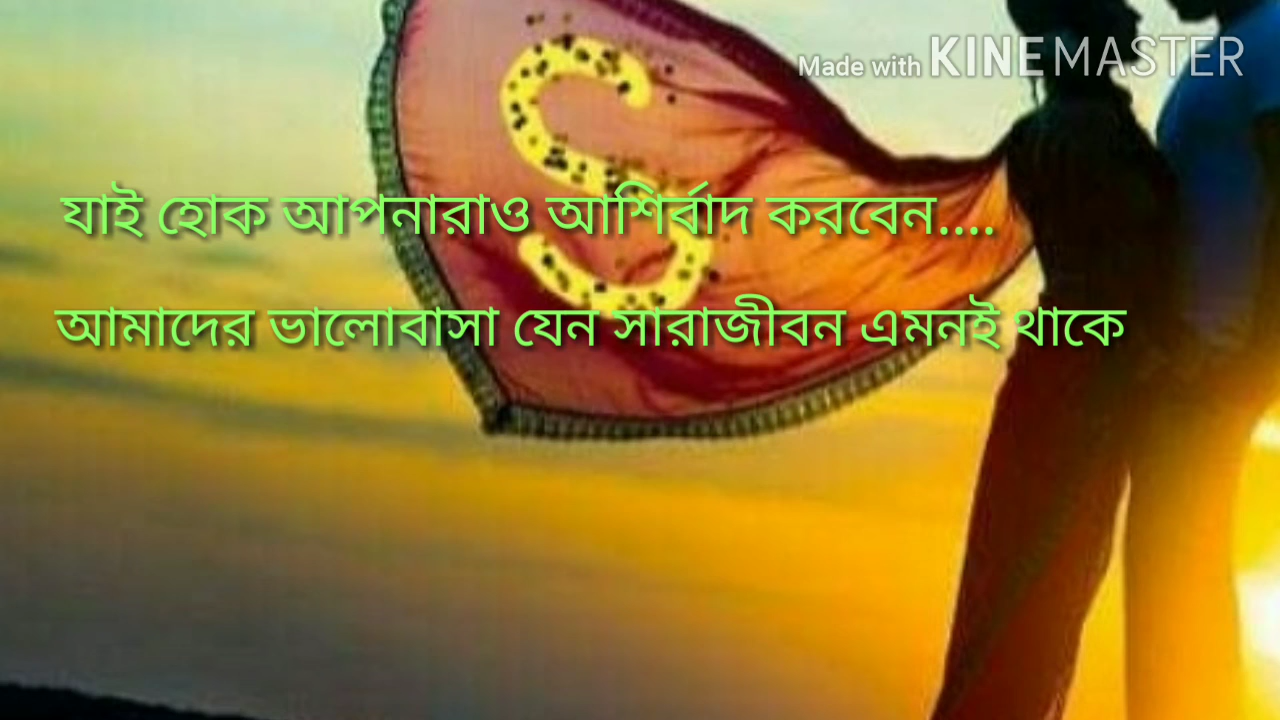 Made with KINEMASTER
S
যাই হোক আপনারাও আশির্বাদ করবেন....
আমাদের ভালোবাসা যেন সারাজীবন এমনই থাকে